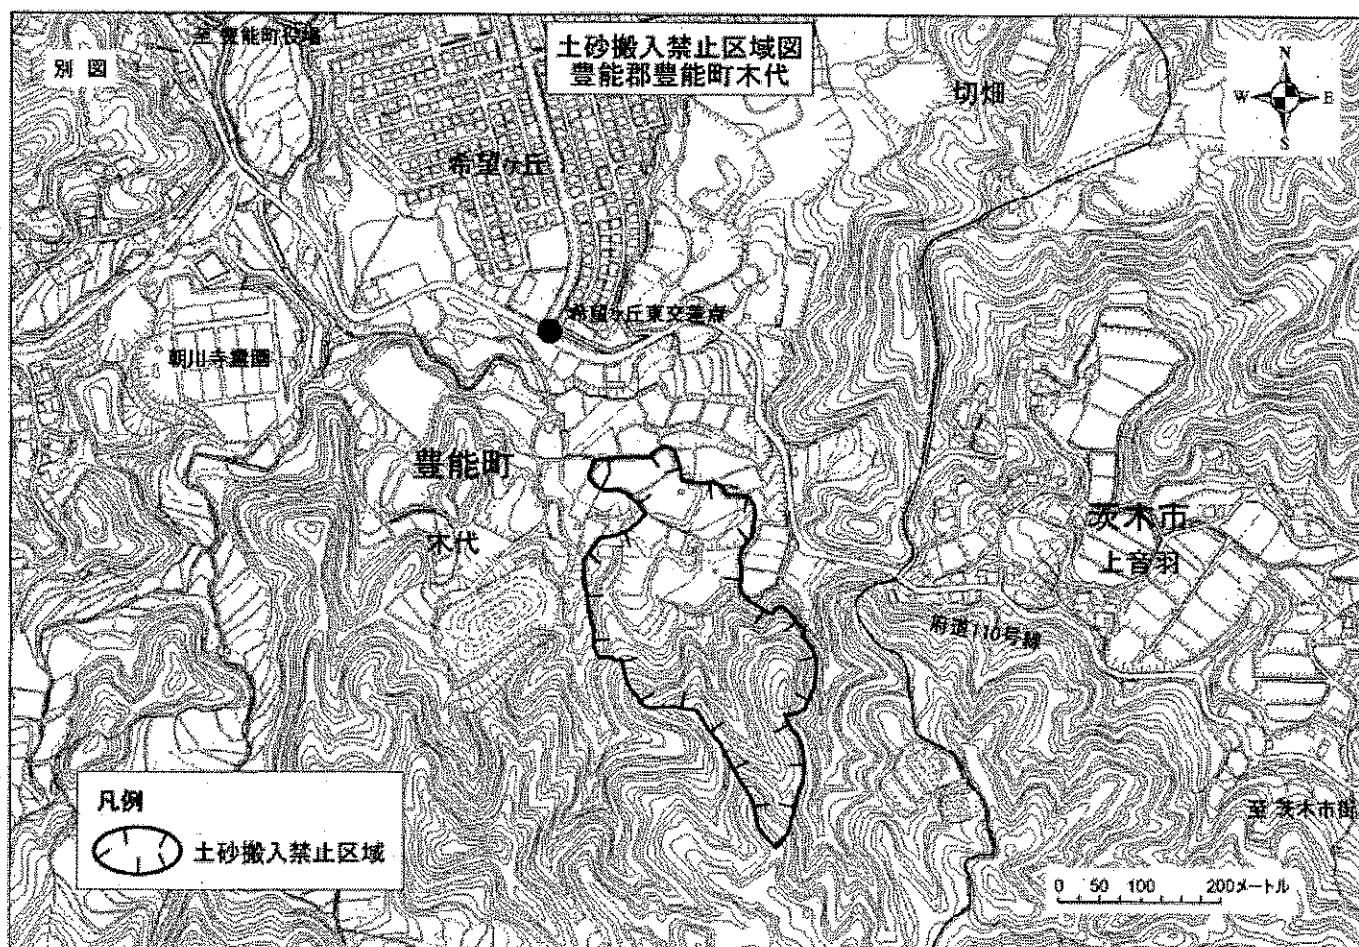 至 豊能町役場
別図
土砂搬入禁止区域図
豊能郡豊能町木代
切畑
N
W
E
S
希望ヶ丘
希望ヶ丘東交差点
朝川寺霊園
豊能町
木代
茨木市
上音羽
府道110号線
至 茨木市街
凡例
土砂搬入禁止区域
0 50 100 200メートル